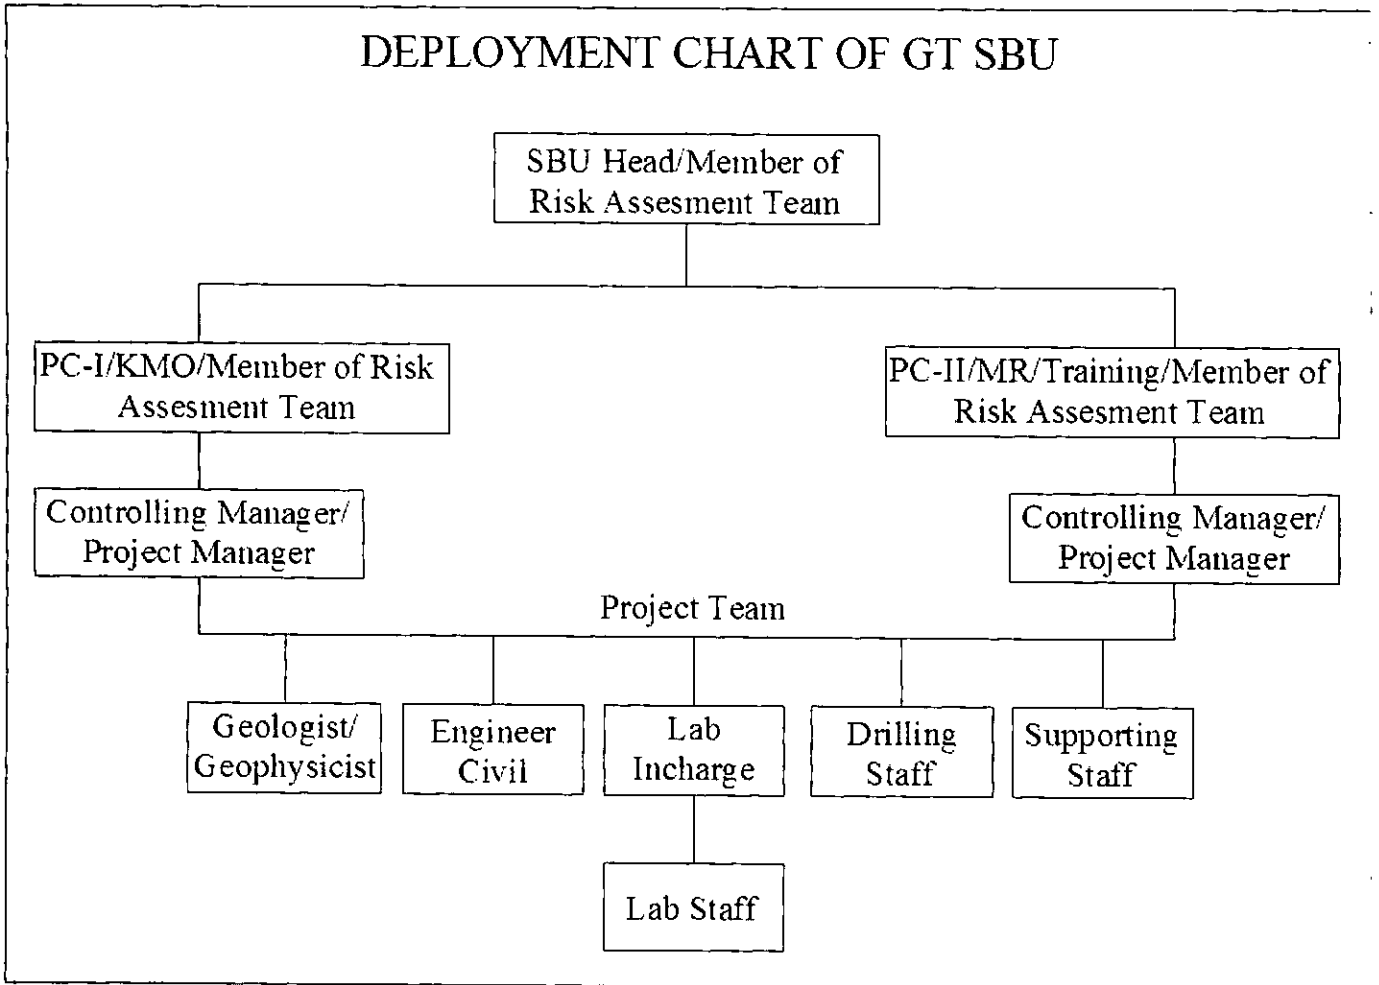 DEPLOYMENT CHART OF GT SBU
SBU Head/Member of
Risk Assesment Team
PC-I/KMO/Member of Risk
Assesment Team
PC-II/MR/Training/Member of
Risk Assesment Team
Controlling Manager/
Project Manager
Controlling Manager/
Project Manager
Project Team
Geologist/
Geophysicist
Engineer
Civil
Lab
Incharge
Drilling
Staff
Supporting
Staff
Lab Staff